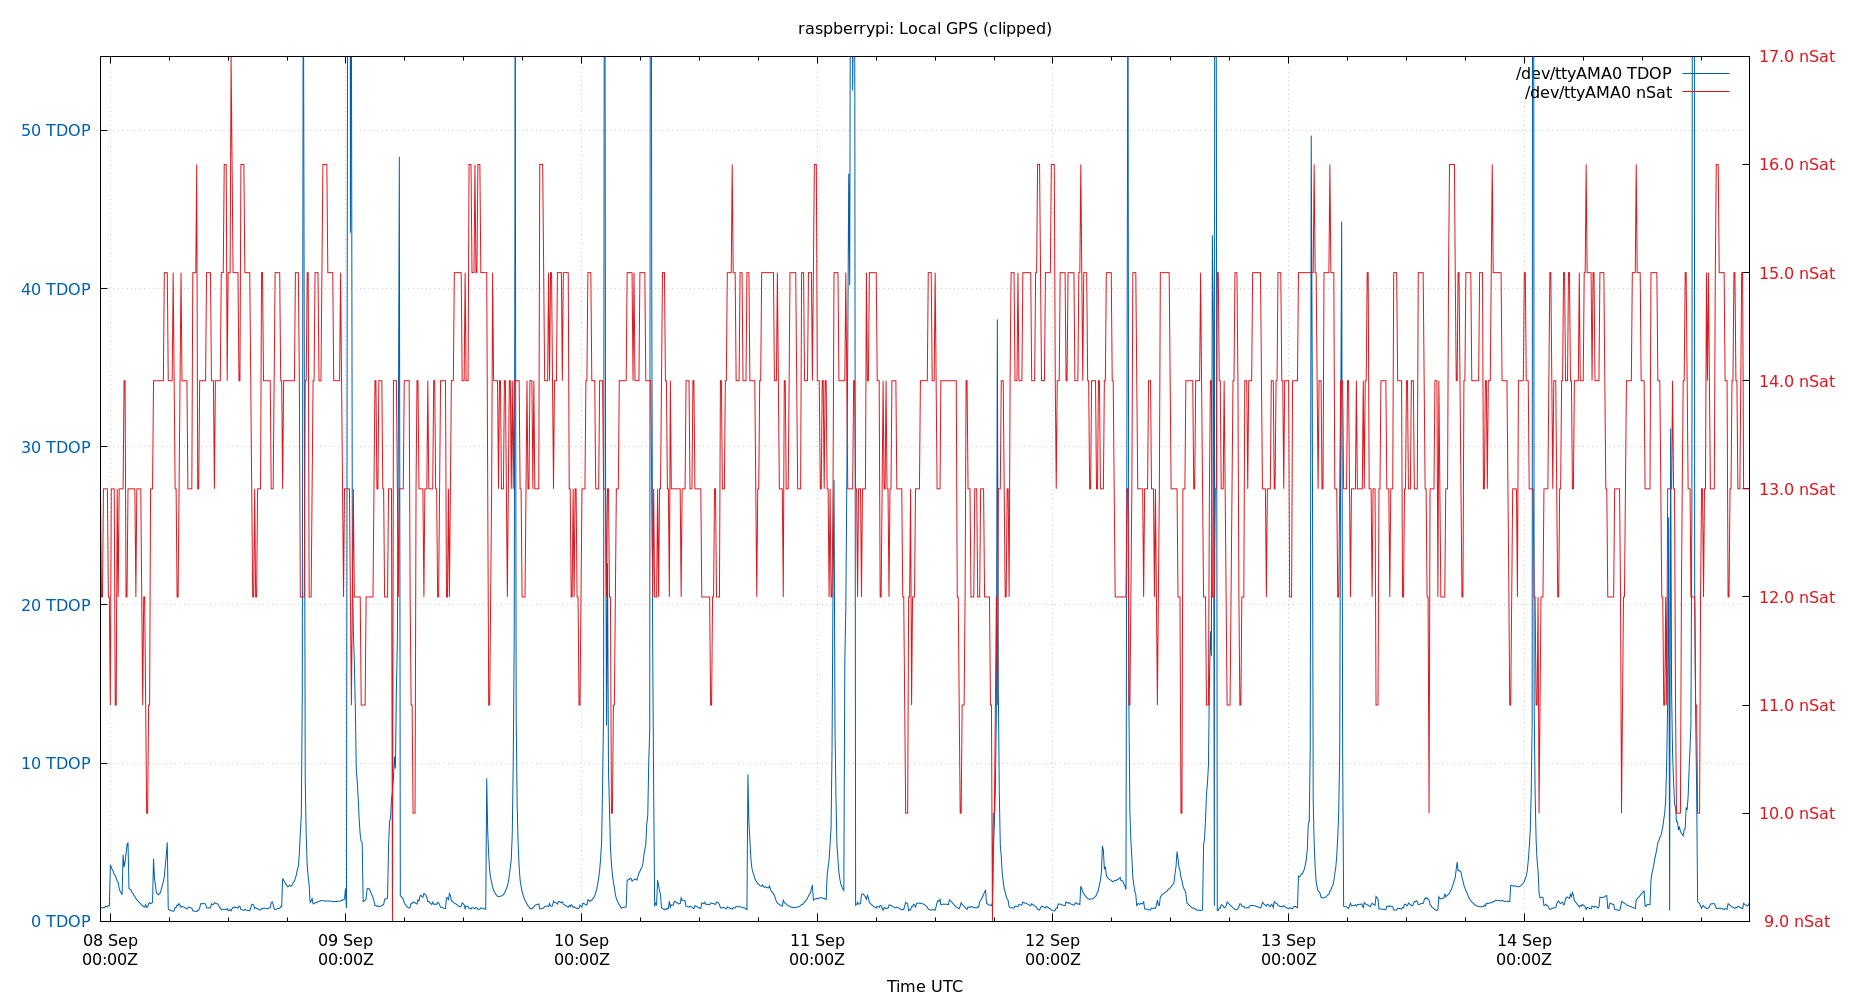 raspberrypi: Local GPS (clipped)
/dev/ttyAMA0 TDOP
/dev/ttyAMA0 nSat
50 TDOP
40 TDOP
30 TDOP
20 TDOP
10 TDOP
0 TDOP
17.0 nSat
16.0 nSat
15.0 nSat
14.0 nSat
13.0 nSat
12.0 nSat
11.0 nSat
10.0 nSat
9.0 nSat
08 Sep
00:00Z
09 Sep
00:00Z
10 Sep
00:00Z
11 Sep
00:00Z
12 Sep
00:00Z
13 Sep
00:00Z
14 Sep
00:00Z
Time UTC